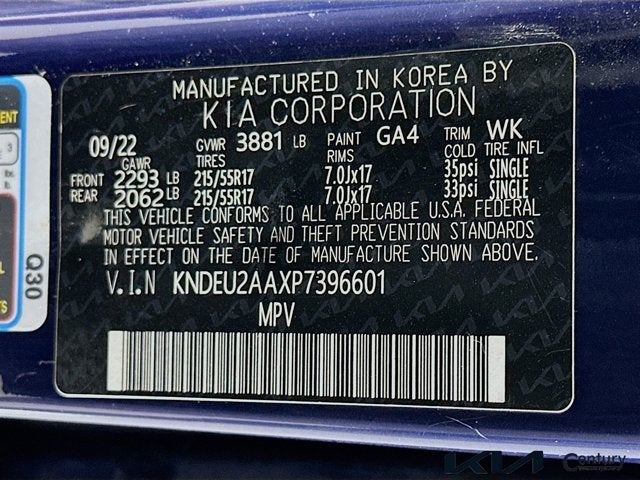 MANUFACTURED IN KOREA BY
KIA CORPORATION
09/22 GVWR 3881 LB PAINT GA4 TRIM WK
GAWR TIRES RIMS COLD TIRE INFL
FRONT 2293 LB 215/55R17 7.0Jx17 35psi SINGLE
REAR 2062 LB 215/55R17 7.0Jx17 33psi SINGLE
THIS VEHICLE CONFORMS TO ALL APPLICABLE U.S.A. FEDERAL
MOTOR VEHICLE SAFETY AND THEFT PREVENTION STANDARDS
IN EFFECT ON THE DATE OF MANUFACTURE SHOWN ABOVE.
V.I.N KNDEU2AAXP7396601
MPV
Q30
3
KIA Century